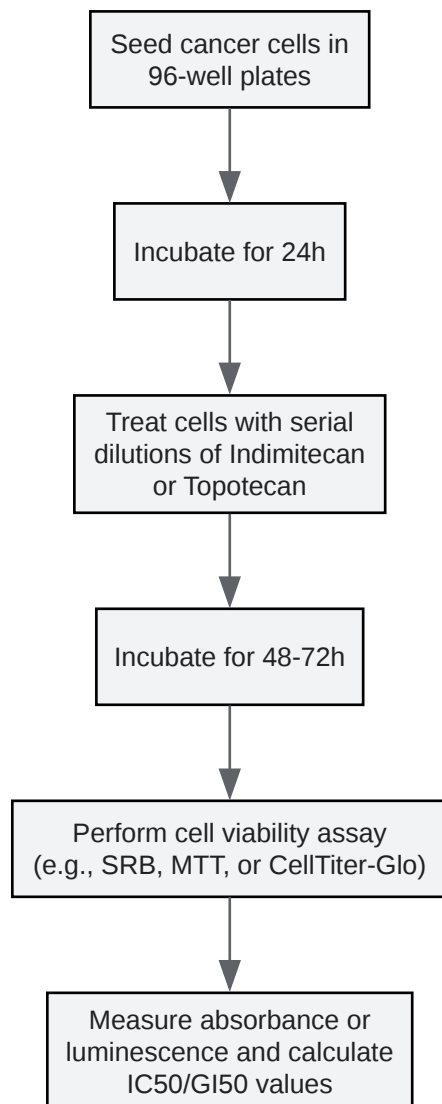 Seed cancer cells in
96-well plates
Incubate for 24h
Treat cells with serial
dilutions of Indimitecan
or Topotecan
Incubate for 48-72h
Perform cell viability assay
(e.g., SRB, MTT, or CellTiter-Glo)
Measure absorbance or
luminescence and calculate
IC50/GI50 values